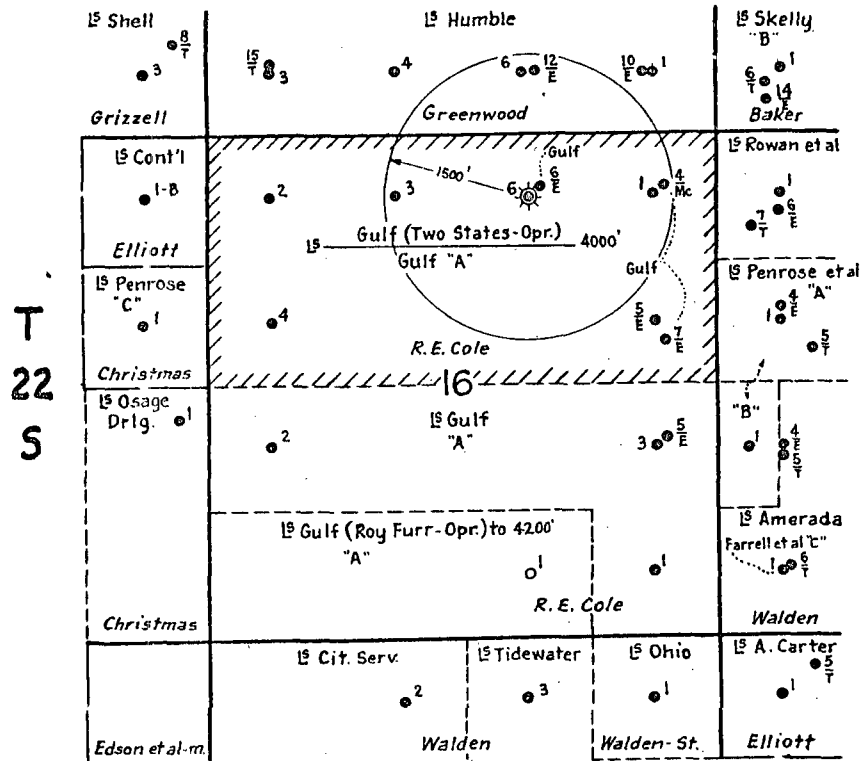 LS Shell
LS Humble
LS Skelly
"B"
8/T
3
15/T
3
4
6
12/E
10/E
1
1
6/T
14/E
Grizzell
Greenwood
Baker
LS Cont'l
1-B
Elliott
2
3
1500'
Gulf
6
6/E
1
4/Mc
LS Gulf (Two States-Opr.) 4000'
Gulf "A"
Gulf
LS Rowan et al
1
6/E
7/T
LS Penrose
"C"
1
Christmas
4
5/E
7/E
R.E. Cole
LS Penrose et al
"A"
4/E
1
5/T
T
22
S
16
LS Osage
Drlg.
1
LS Gulf
"A"
2
3
5/E
"B"
1
4/E
5/T
LS Gulf (Roy Furr-Opr.) to 4200'
"A"
1
1
R.E. Cole
LS Amerada
Farrell et al "C"
1
6/T
Christmas
Walden
LS Cit. Serv.
LS Tidewater
LS Ohio
LS A. Carter
5/T
2
3
1
1
Edson et al-m.
Walden
Walden-St.
Elliott